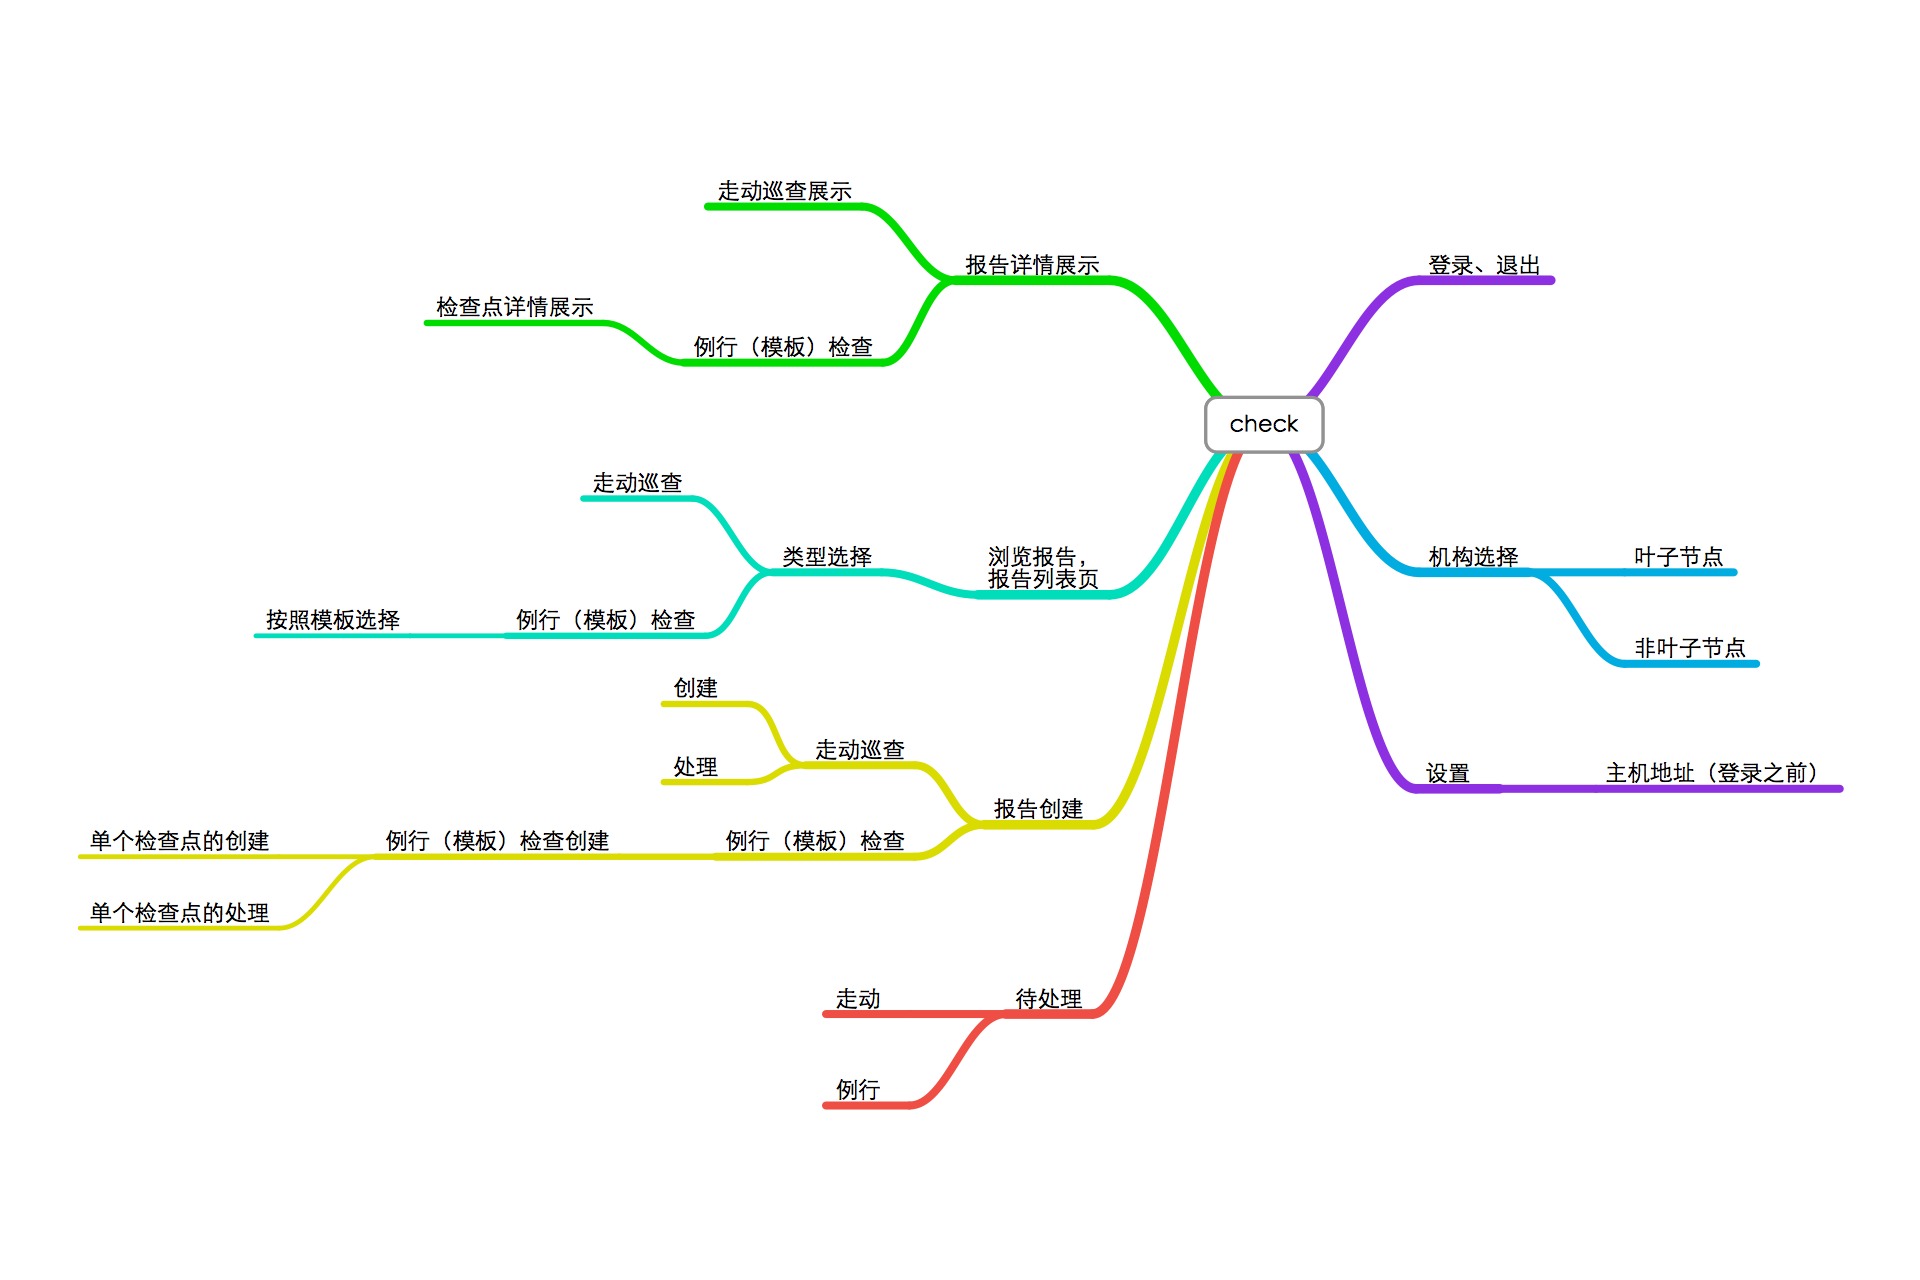 走动巡查展示
报告详情展示
检查点详情展示
例行（模板）检查
登录、退出
check
走动巡查
类型选择
浏览报告，
报告列表页
按照模板选择
例行（模板）检查
机构选择
叶子节点
非叶子节点
创建
处理
走动巡查
报告创建
单个检查点的创建
例行（模板）检查创建
例行（模板）检查
单个检查点的处理
设置
主机地址（登录之前）
走动
待处理
例行